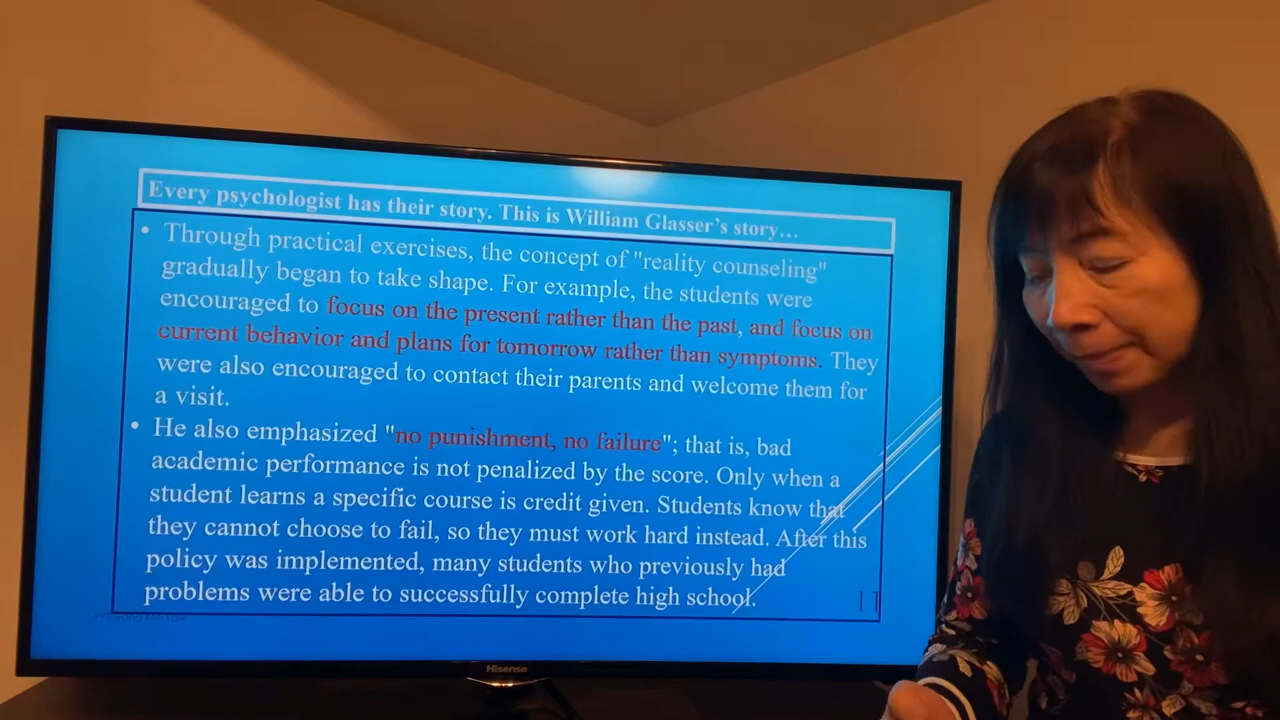 Every psychologist has their story. This is William Glasser's story…
• Through practical exercises, the concept of "reality counseling"
gradually began to take shape. For example, the students were
encouraged to focus on the present rather than the past, and focus on
current behavior and plans for tomorrow rather than symptoms. They
were also encouraged to contact their parents and welcome them for
a visit.
• He also emphasized "no punishment, no failure"; that is, bad
academic performance is not penalized by the score. Only when a
student learns a specific course is credit given. Students know that
they cannot choose to fail, so they must work hard instead. After this
policy was implemented, many students who previously had
problems were able to successfully complete high school.
11
Hisense